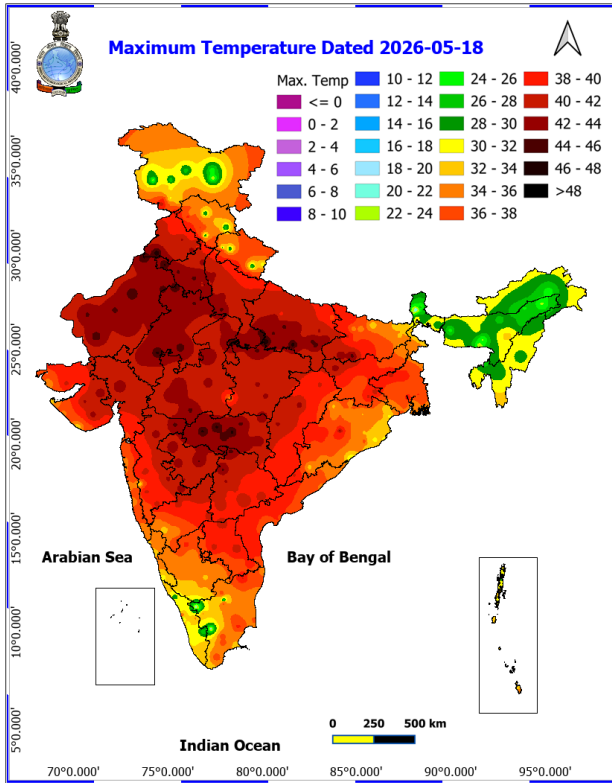 Maximum Temperature Dated 2026-05-18
Max. Temp
<= 0
0 - 2
2 - 4
4 - 6
6 - 8
8 - 10
10 - 12
12 - 14
14 - 16
16 - 18
18 - 20
20 - 22
22 - 24
24 - 26
26 - 28
28 - 30
30 - 32
32 - 34
34 - 36
36 - 38
38 - 40
40 - 42
42 - 44
44 - 46
46 - 48
>48
40°0.000'
35°0.000'
30°0.000'
25°0.000'
20°0.000'
15°0.000'
10°0.000'
5°0.000'
Arabian Sea
Bay of Bengal
0 250 500 km
Indian Ocean
70°0.000' 75°0.000' 80°0.000' 85°0.000' 90°0.000' 95°0.000'